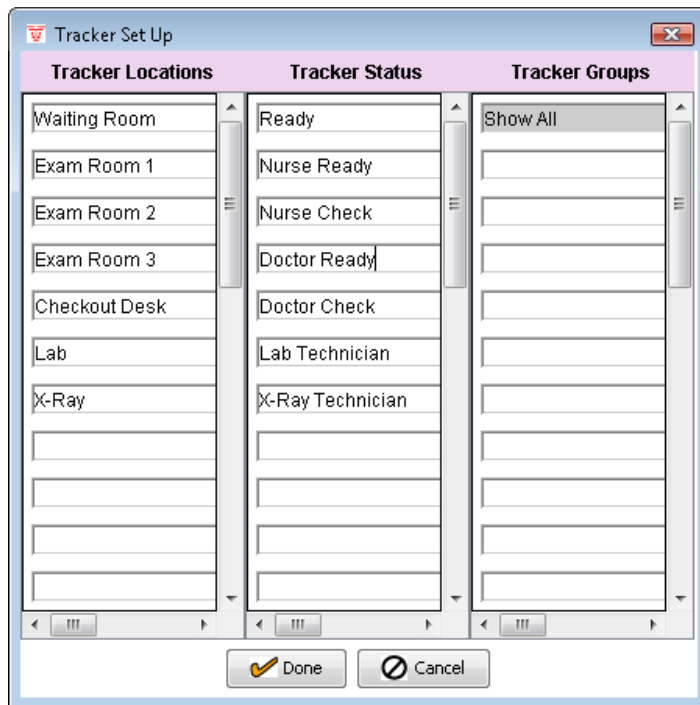 Tracker Set Up
Tracker Locations Tracker Status Tracker Groups
Waiting Room Ready Show All
Exam Room 1 Nurse Ready
Exam Room 2 Nurse Check
Exam Room 3 Doctor Ready
Checkout Desk Doctor Check
Lab Lab Technician
X-Ray X-Ray Technician
Done Cancel